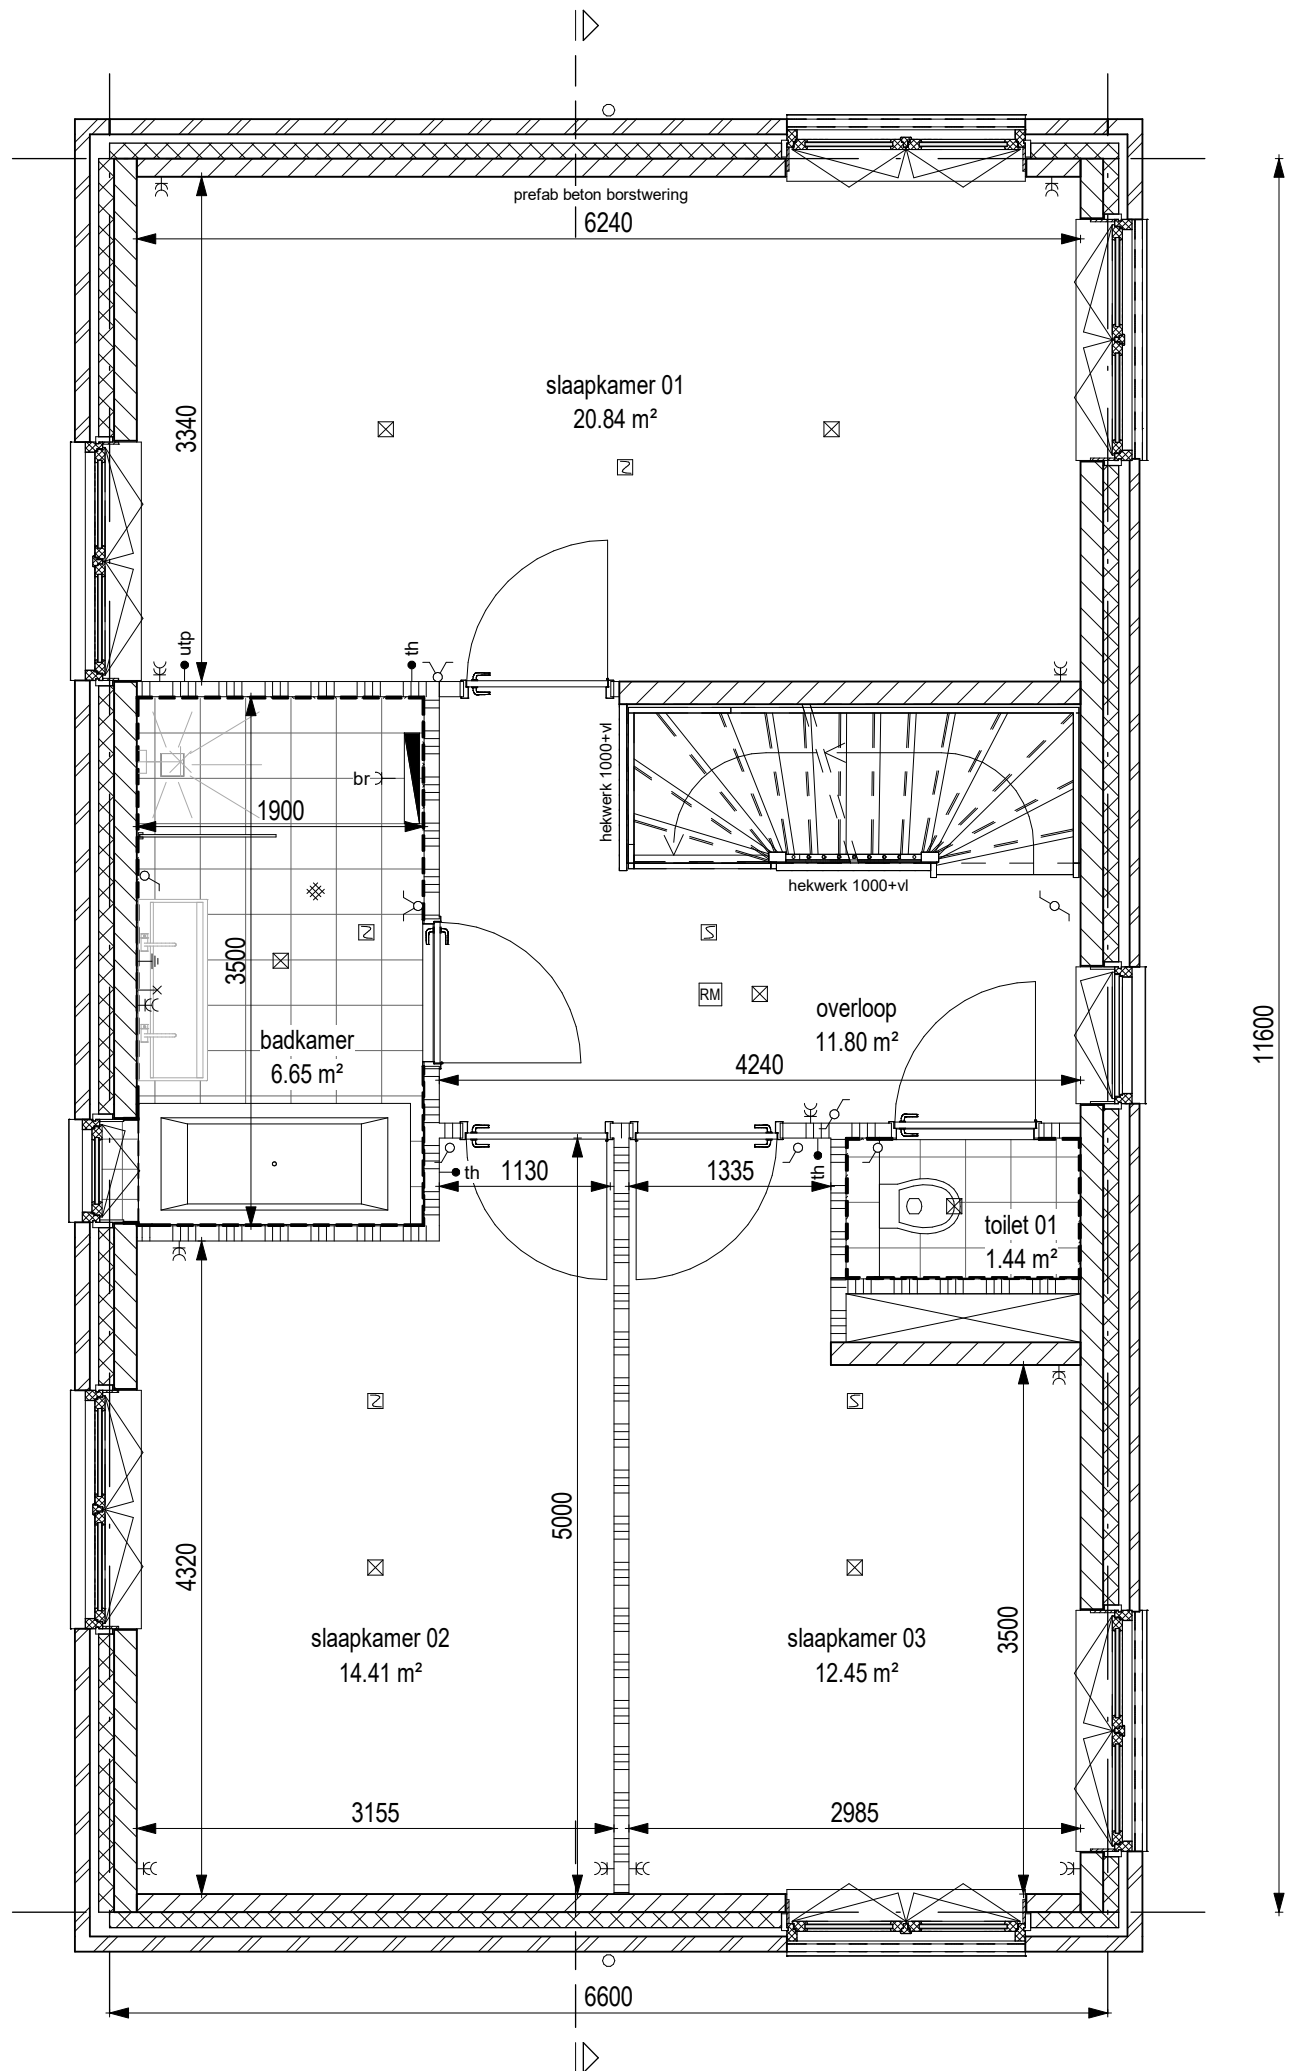 prefab beton borstwering
6240
slaapkamer 01
20.84 m²
3340
utp
th
hekwerk 1000+vl
br
1900
hekwerk 1000+vl
3500
RM
overloop
11.80 m²
badkamer
6.65 m²
4240
11600
th
1130
1335
th
toilet 01
1.44 m²
4320
5000
slaapkamer 02
14.41 m²
slaapkamer 03
12.45 m²
3500
3155
2985
6600